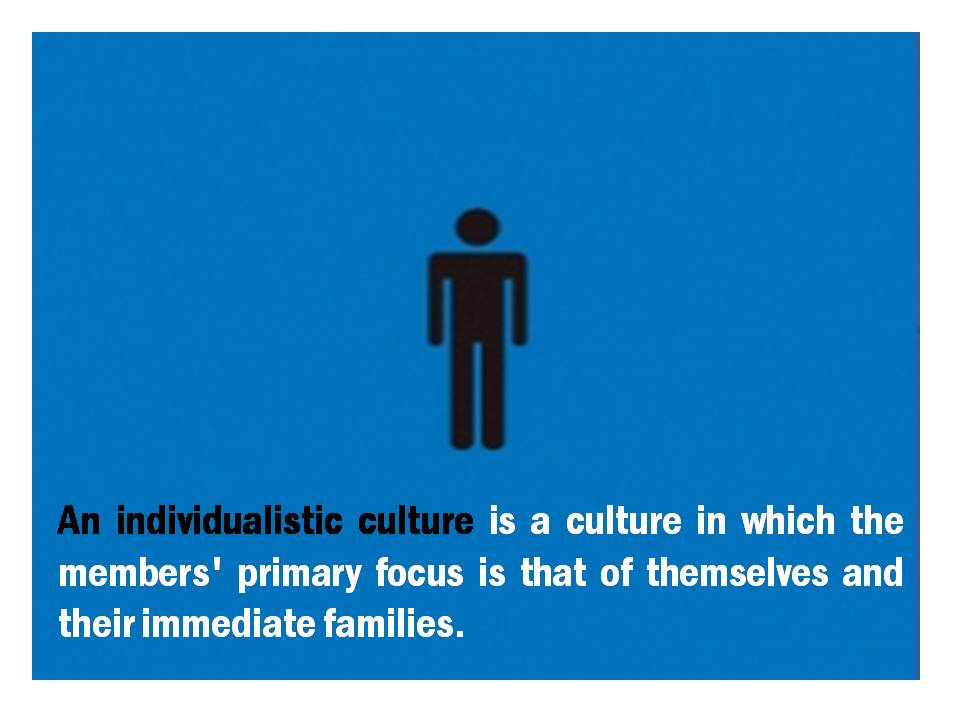 An individualistic culture is a culture in which the
members' primary focus is that of themselves and
their immediate families.